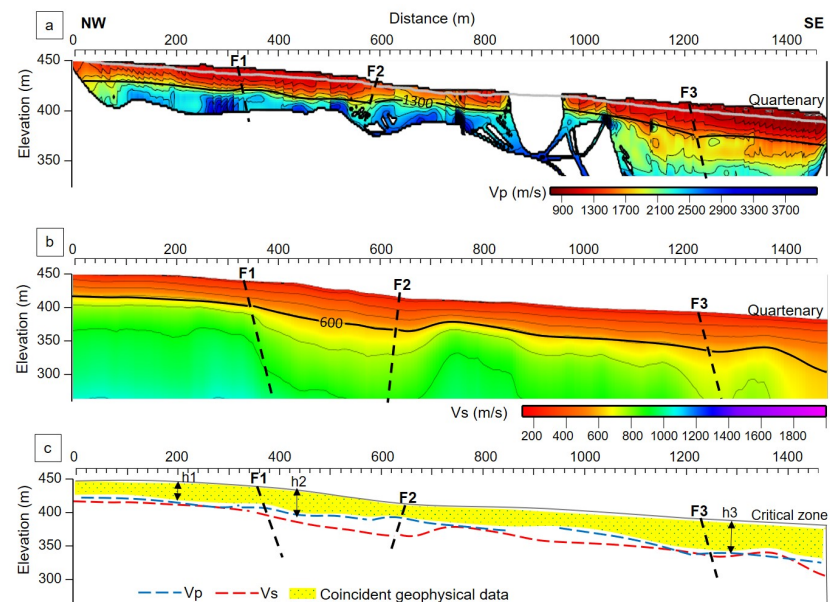 Distance (m)
a NW SE
0 200 400 600 800 1000 1200 1400
F1 F2 F3
450
400
350
Elevation (m)
1300
Quartenary
Vp (m/s)
900 1300 1700 2100 2500 2900 3300 3700
b
0 200 400 600 800 1000 1200 1400
F1 F2 F3
450
400
350
300
Elevation (m)
600
Quartenary
Vs (m/s)
200 400 600 800 1000 1200 1400 1600 1800
c
0 200 400 600 800 1000 1200 1400
h1 F1 h2 F2 F3 h3
450
400
350
300
Elevation (m)
Critical zone
Vp Vs Coincident geophysical data